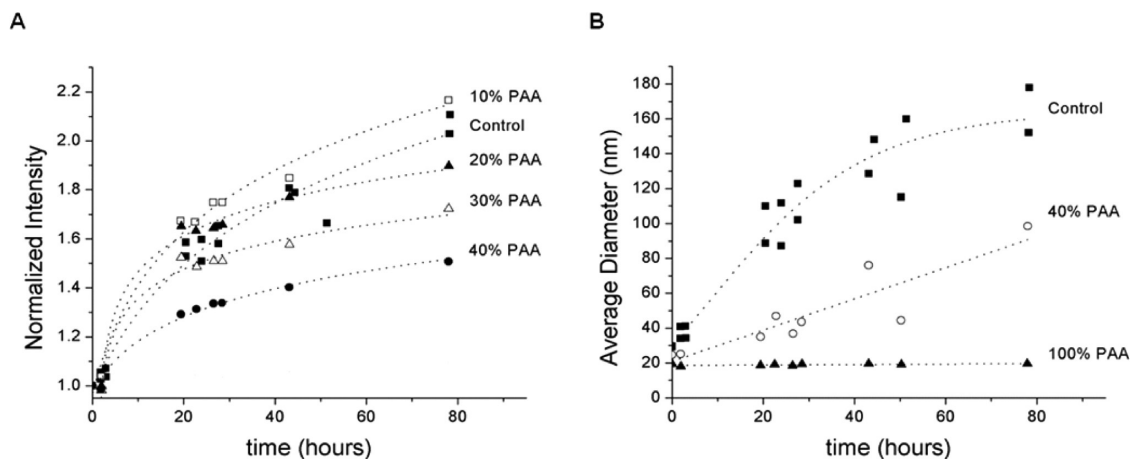 A
Normalized Intensity
2.2
2.0
1.8
1.6
1.4
1.2
1.0
0
20
40
60
80
time (hours)
10% PAA
Control
20% PAA
30% PAA
40% PAA
B
Average Diameter (nm)
180
160
140
120
100
80
60
40
20
0
0
20
40
60
80
time (hours)
Control
40% PAA
100% PAA